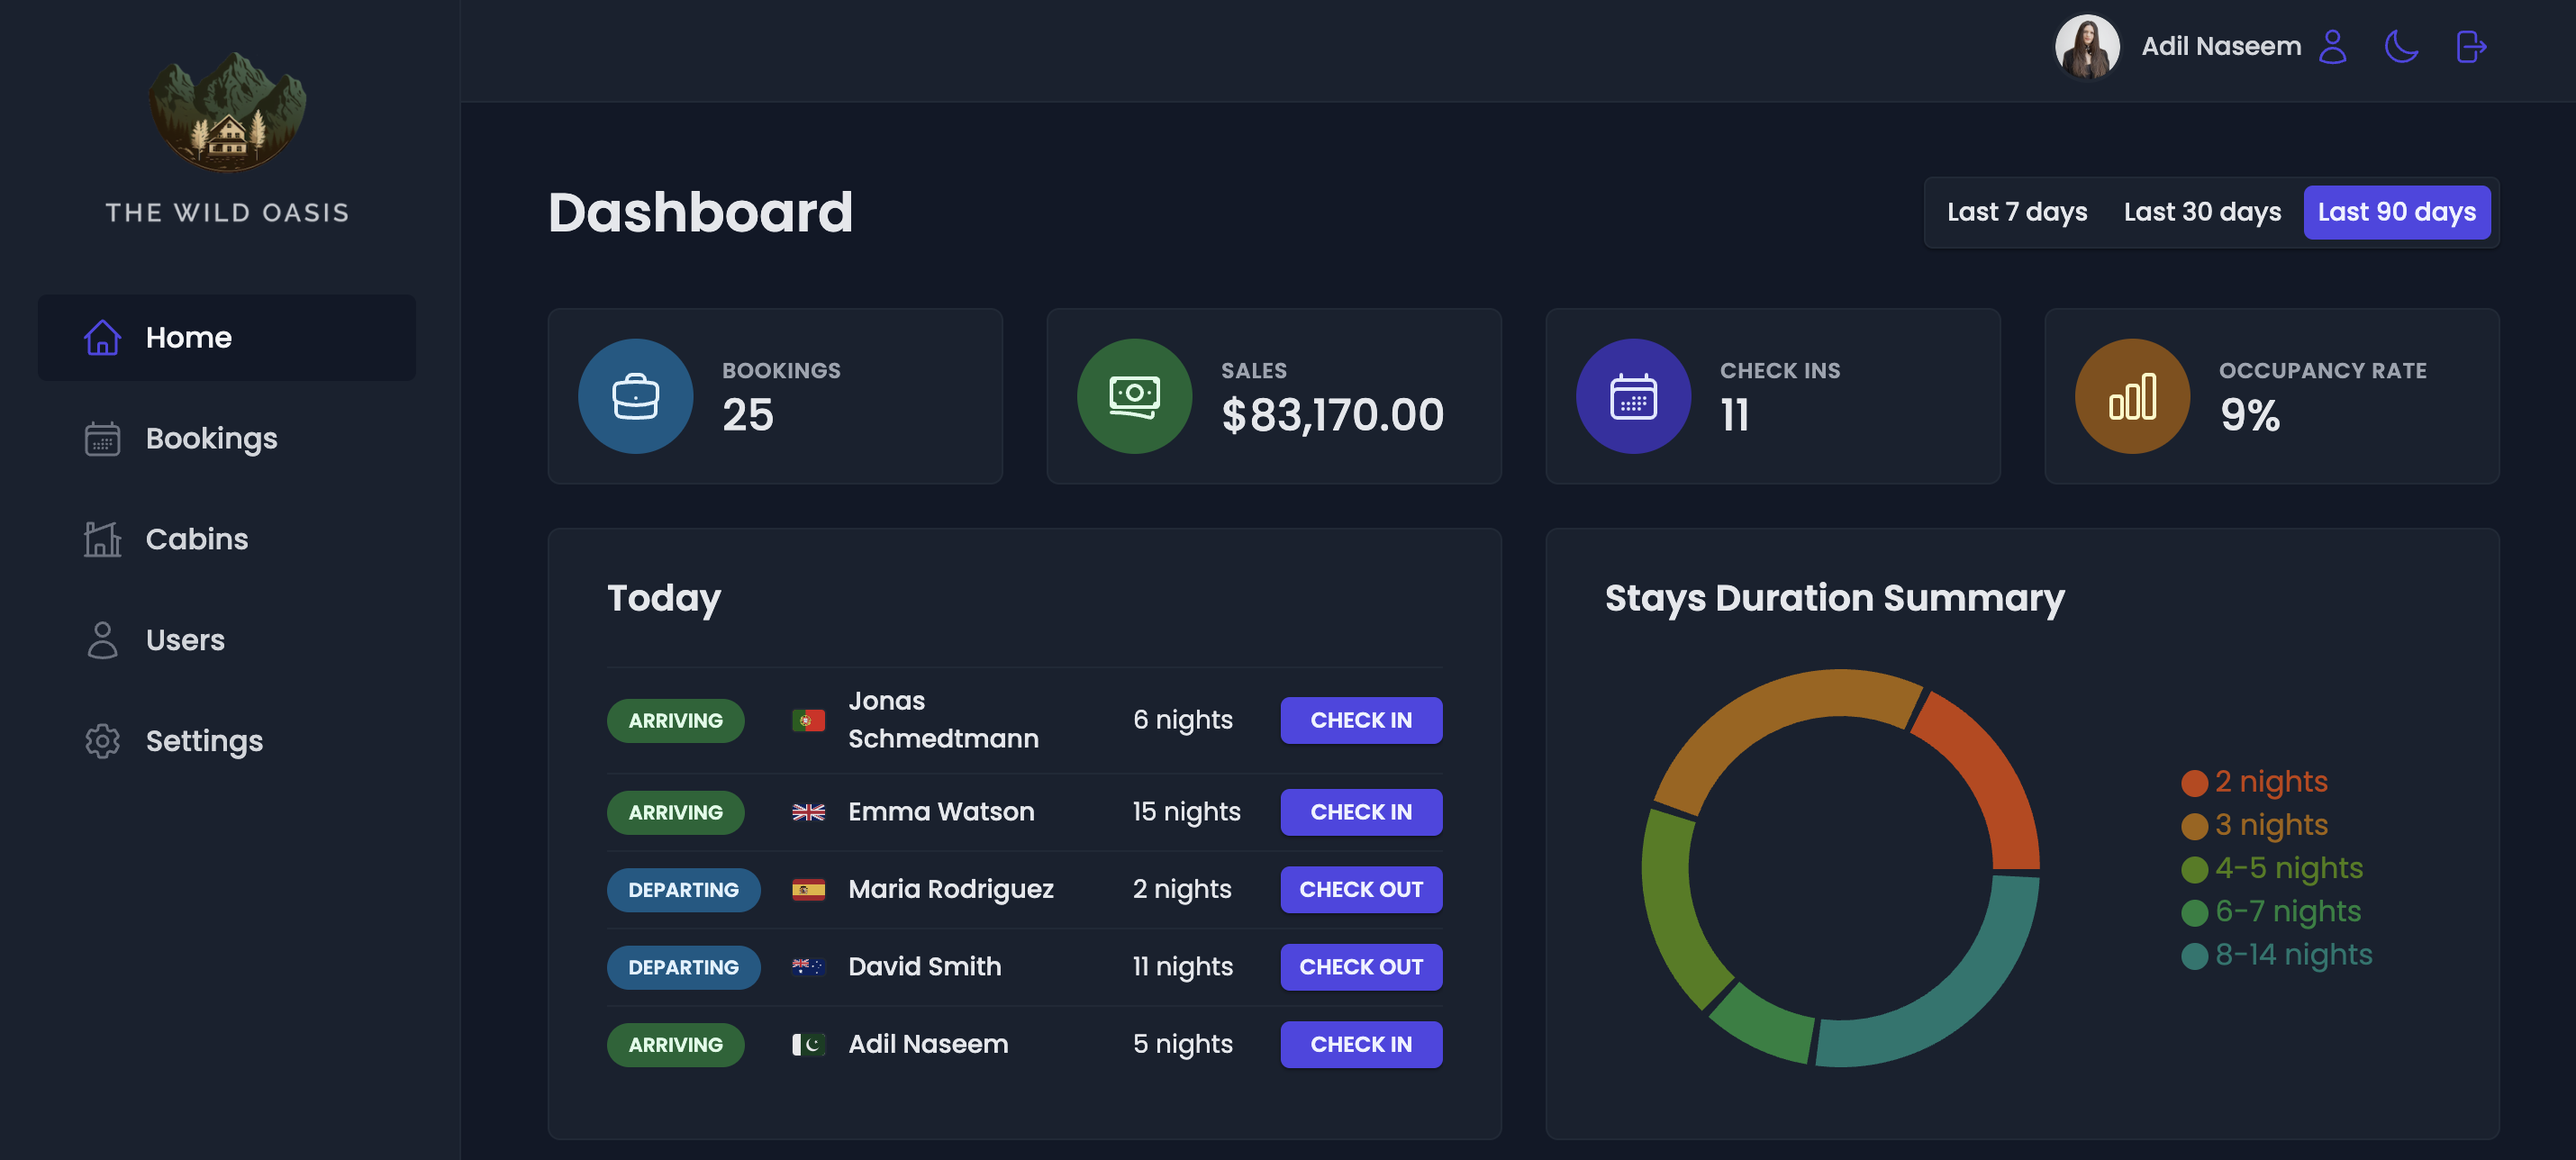 THE WILD OASIS
Home
Bookings
Cabins
Users
Settings
Adil Naseem
Dashboard
Last 7 days Last 30 days Last 90 days
BOOKINGS
25
SALES
$83,170.00
CHECK INS
11
OCCUPANCY RATE
9%
Today
ARRIVING Jonas Schmedtmann 6 nights CHECK IN
ARRIVING Emma Watson 15 nights CHECK IN
DEPARTING Maria Rodriguez 2 nights CHECK OUT
DEPARTING David Smith 11 nights CHECK OUT
ARRIVING Adil Naseem 5 nights CHECK IN
Stays Duration Summary
2 nights
3 nights
4-5 nights
6-7 nights
8-14 nights